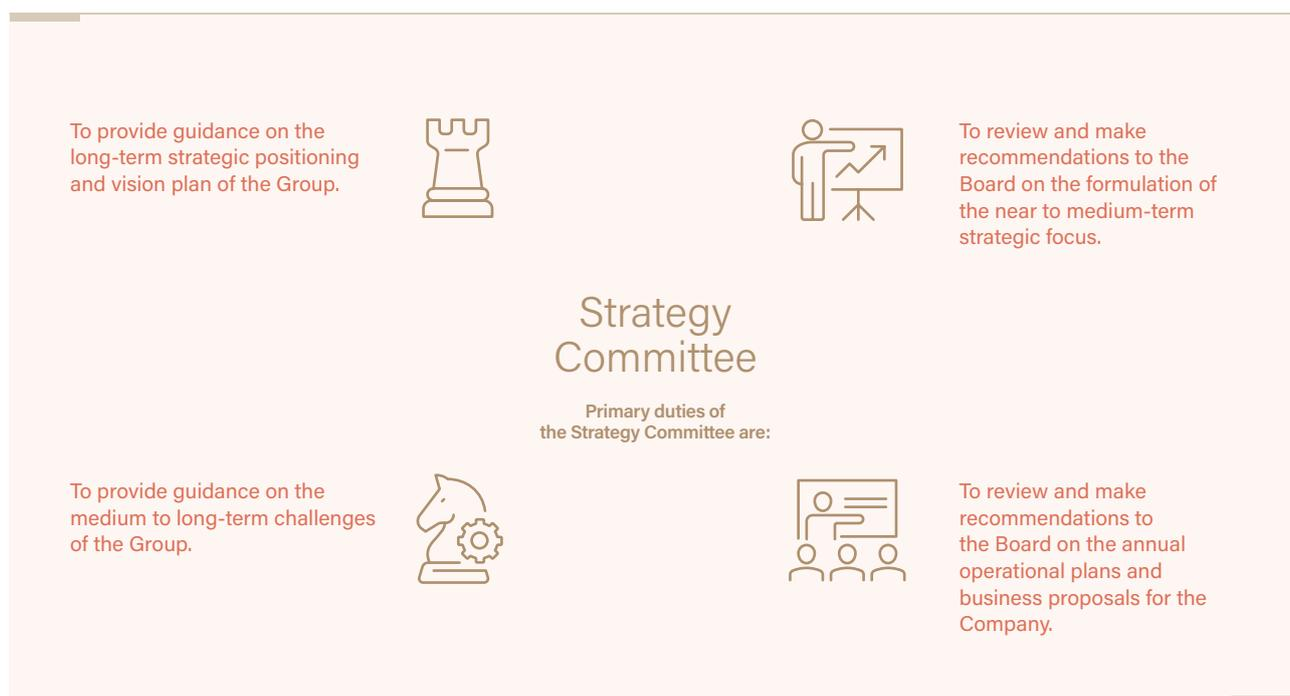 To provide guidance on the
long-term strategic positioning
and vision plan of the Group.
To review and make
recommendations to the
Board on the formulation of
the near to medium-term
strategic focus.
Strategy
Committee
Primary duties of
the Strategy Committee are:
To provide guidance on the
medium to long-term challenges
of the Group.
To review and make
recommendations to
the Board on the annual
operational plans and
business proposals for the
Company.